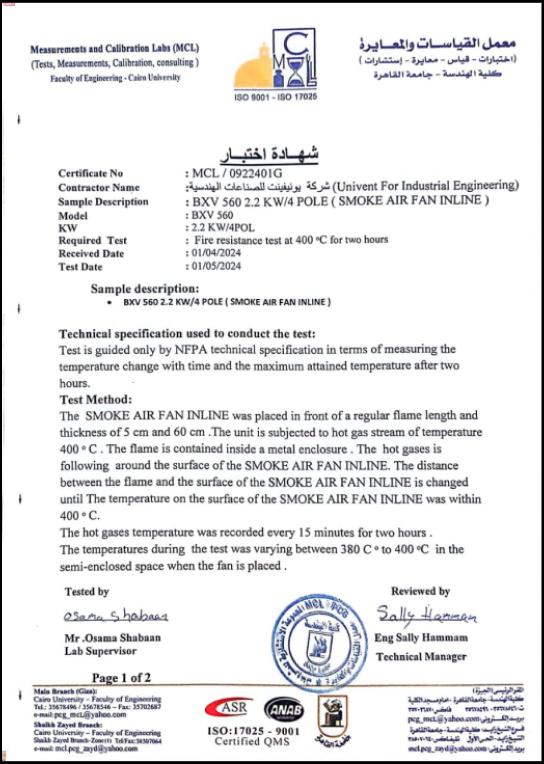 Measurements and Calibration Labs (MCL)
(Tests, Measurements, Calibration, consulting )
Faculty of Engineering - Cairo University
MCL
ISO 9001 - ISO 17025
معمل القياسات والمعايرة
(اختبارات - قياس - معايرة - إستشارات )
كلية الهندسة - جامعة القاهرة
شهادة اختبار
Certificate No : MCL / 0922401G
Contractor Name شركة يونيفينت للصناعات الهندسية: (Univent For Industrial Engineering)
Sample Description : BXV 560 2.2 KW/4 POLE ( SMOKE AIR FAN INLINE )
Model : BXV 560
KW : 2.2 KW/4POL
Required Test : Fire resistance test at 400 ºC for two hours
Received Date : 01/04/2024
Test Date : 01/05/2024
Sample description:
• BXV 560 2.2 KW/4 POLE ( SMOKE AIR FAN INLINE )
Technical specification used to conduct the test:
Test is guided only by NFPA technical specification in terms of measuring the
temperature change with time and the maximum attained temperature after two
hours.
Test Method:
The SMOKE AIR FAN INLINE was placed in front of a regular flame length and
thickness of 5 cm and 60 cm .The unit is subjected to hot gas stream of temperature
400 º C . The flame is contained inside a metal enclosure . The hot gases is
following around the surface of the SMOKE AIR FAN INLINE. The distance
between the flame and the surface of the SMOKE AIR FAN INLINE is changed
until The temperature on the surface of the SMOKE AIR FAN INLINE was within
400 º C.
The hot gases temperature was recorded every 15 minutes for two hours .
The temperatures during the test was varying between 380 C º to 400 ºC in the
semi-enclosed space when the fan is placed .
Tested by
Reviewed by
Osama Shabaan
Sally Hammam
Mr .Osama Shabaan
Eng Sally Hammam
Lab Supervisor
Technical Manager
Page 1 of 2
Main Branch (Giza):
Cairo University – Faculty of Engineering
Tel.: 35678496 / 35678546 – Fax: 35702687
e-mail: pcg_mcl@yahoo.com
Shaikh Zayed Branch:
Cairo University – Faculty of Engineering
e-mail: mcl.pcg_zayd@yahoo.com
ASR
ANAB
ISO:17025 - 9001
Certified QMS
المقر الرئيسي (الجيزة)
pcg_mcl@yahoo.com
mcl.pcg_zayd@yahoo.com